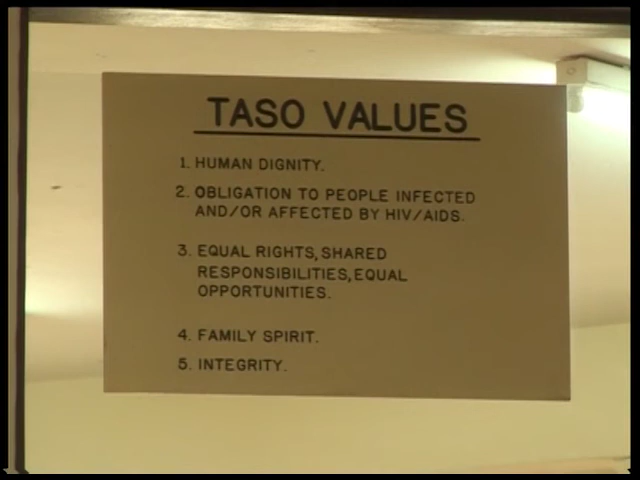 TASO VALUES
1. HUMAN DIGNITY.
2. OBLIGATION TO PEOPLE INFECTED
AND/OR AFFECTED BY HIV/AIDS.
3. EQUAL RIGHTS, SHARED
RESPONSIBILITIES, EQUAL
OPPORTUNITIES.
4. FAMILY SPIRIT.
5. INTEGRITY.